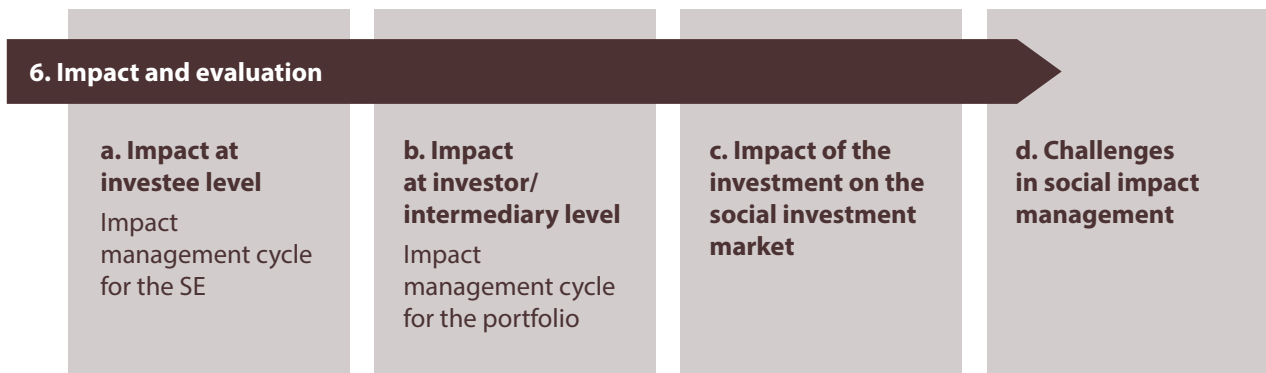 6. Impact and evaluation
a. Impact at
investee level
Impact
management cycle
for the SE
b. Impact
at investor/
intermediary level
Impact
management cycle
for the portfolio
c. Impact of the
investment on the
social investment
market
d. Challenges
in social impact
management